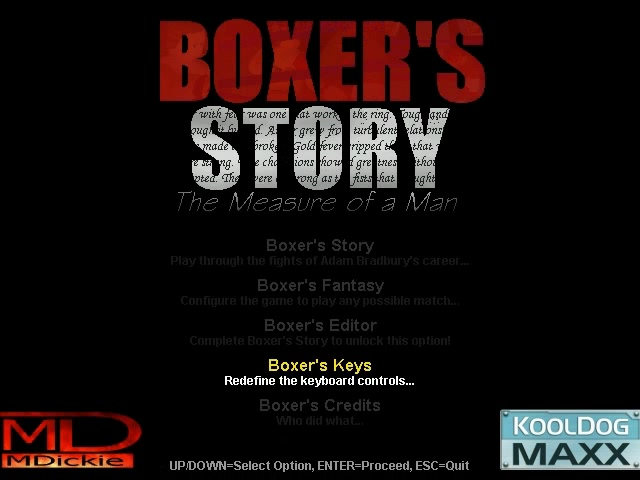 BOXER'S
STORY
The Measure of a Man
Boxer's Story
Play through the fights of Adam Bradbury's career...
Boxer's Fantasy
Configure the game to play any possible match...
Boxer's Editor
Complete Boxer's Story to unlock this option!
Boxer's Keys
Redefine the keyboard controls...
Boxer's Credits
Who did what...
MD
MDickie
KOOLDOG
MAXX
UP/DOWN=Select Option, ENTER=Proceed, ESC=Quit